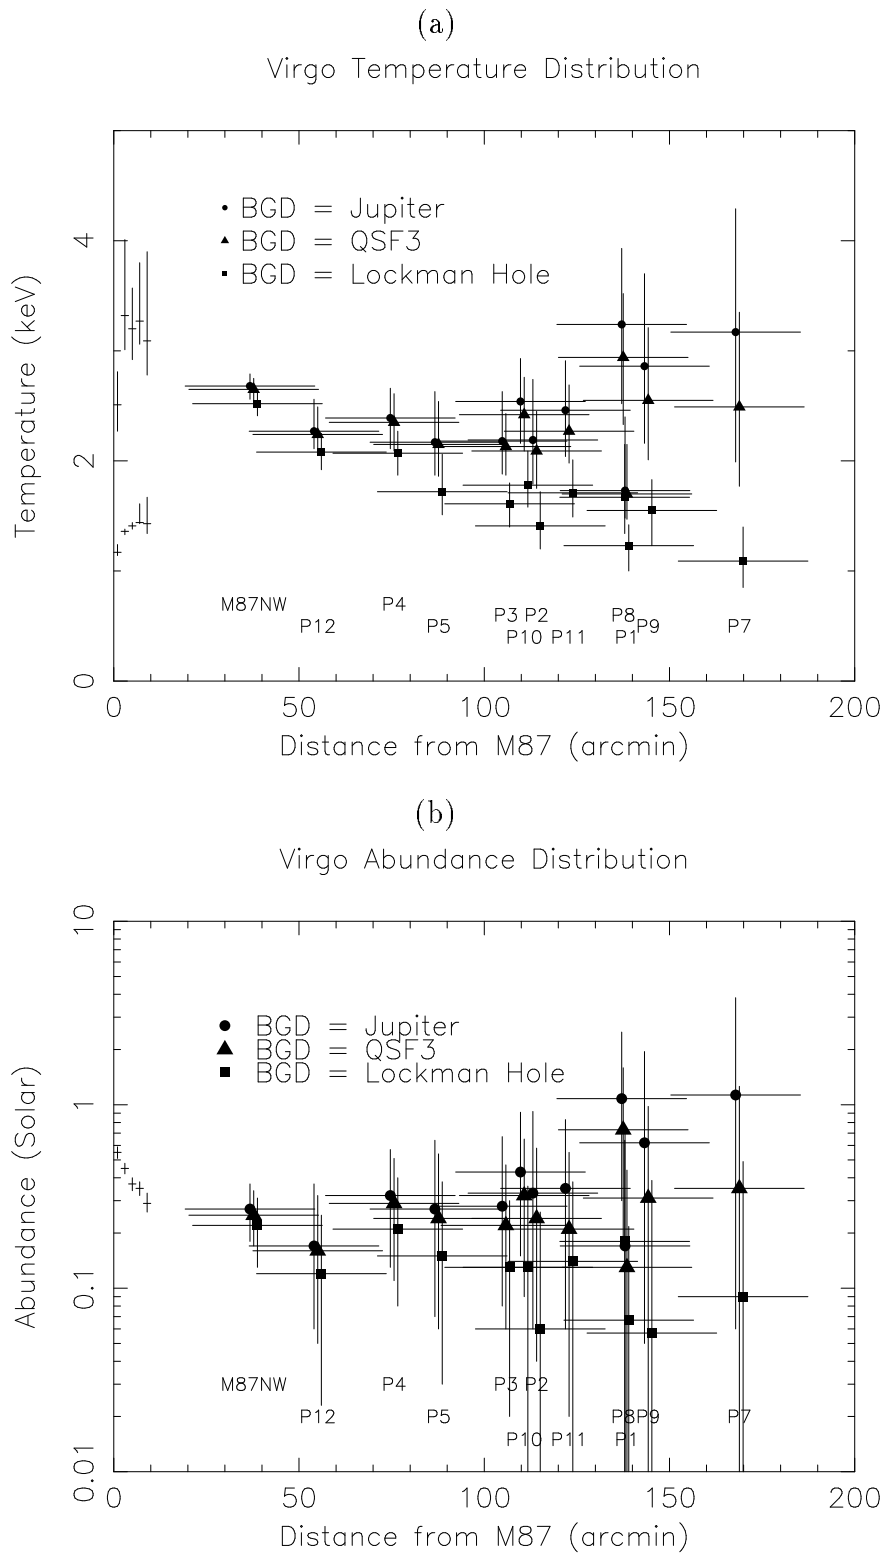 (a)
Virgo Temperature Distribution
BGD = Jupiter
BGD = QSF3
BGD = Lockman Hole
Temperature (keV)
4
2
0
M87NW
P12
P4
P5
P3 P2
P10 P11
P8
P1
P9
P7
0 50 100 150 200
Distance from M87 (arcmin)
(b)
Virgo Abundance Distribution
BGD = Jupiter
BGD = QSF3
BGD = Lockman Hole
Abundance (Solar)
10
1
0.1
0.01
M87NW
P12
P4
P5
P3 P2
P10 P11
P8 P9
P1
P7
0 50 100 150 200
Distance from M87 (arcmin)